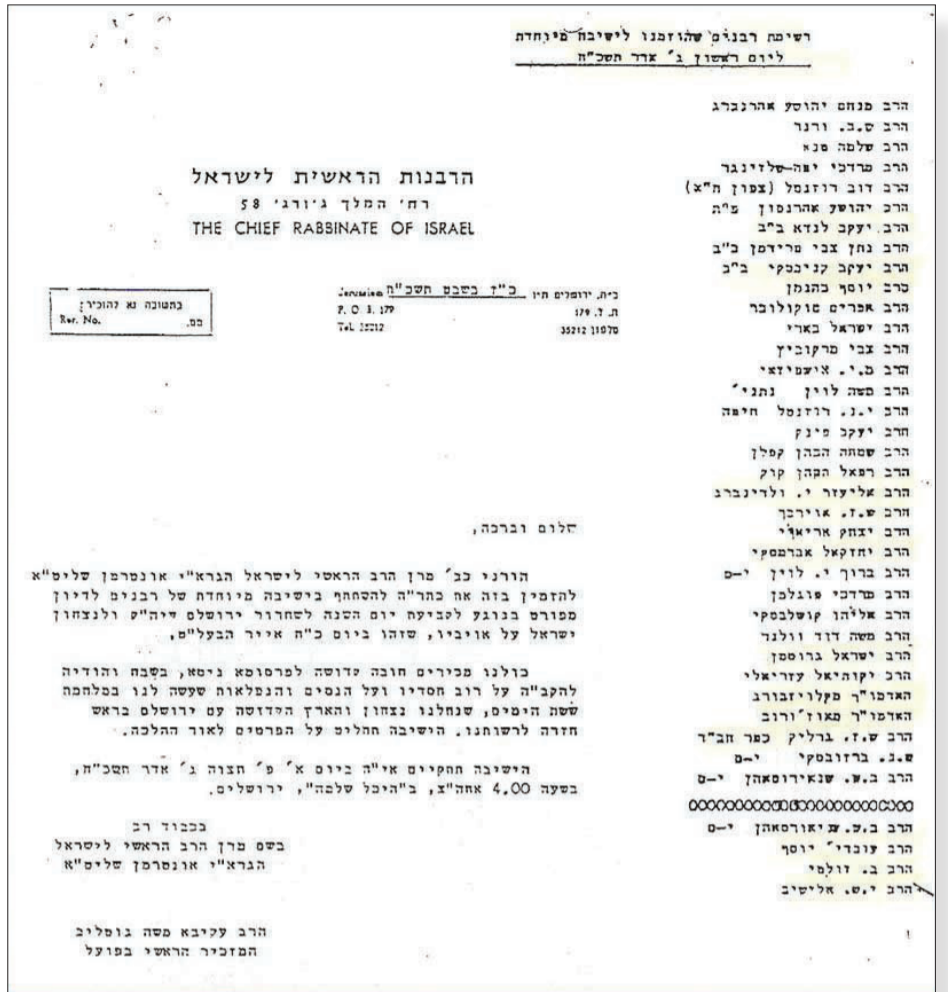 רשימת רבנים שהוזמנו לישיבה מיוחדת
ליום ראשון ג' אדר תשכ"ח
הרב מנחם יהושע אהרנברג
הרב ש.ב. ורנר
הרב שלמה טנא
הרב מרדכי יפה-שלזינגר
הרב דוב רוזנטל (צפון ת"א)
הרב יהושע אהרנסון פ"ת
הרב יעקב לנדא ב"ב
הרב נתן צבי פרידמן ב"ב
הרב יעקב קניבסקי ב"ב
הרב יוסף כהנמן
הרב אפרים סוקולובר
הרב ישראל בארי
הרב צבי מרקוביץ
הרב מ.י. אושפיזאי
הרב משה לוין נתני'
הרב י.נ. רוזנטל חיפה
הרב יעקב פינק
הרב שמחה הכהן קפלן
הרב רפאל הכהן קוק
הרב אליעזר י. ולדינברג
הרב ש.ז. אוירבך
הרב יצחק אריאלי
הרב יחזקאל אברמסקי
הרב ברוך י. לוין י-ם
הרב מרדכי פוגלמן
הרב אליהו קושלבסקי
הרב משה דוד וולנר
הרב ישראל גרוסמן
הרב יקותיאל עזריאלי
האדמו"ר מקלויזבורג
האדמו"ר מאוז'ורוב
הרב ש.ז. גרליק כפר חב"ד
ש.נ. ברזובסקי י-ם
הרב ב.ש. שנאירסאהן י-ם
הרב ב.ש. שניאורסאהן י-ם
הרב עובדי' יוסף
הרב ב. זולטי
הרב י.ש. אלישיב
הרבנות הראשית לישראל
רח' המלך ג'ורג' 58
THE CHIEF RABBINATE OF ISRAEL
ב"ה, ירושלים ת"ו כ"ז בשבט תשכ"ח Jerusalem
ת. ד. 179 P. O. B. 179
טלפון 35212 Tel. 35212
בתשובה נא להזכיר:
מס. Rer. No.
שלום וברכה,
הורני כב' מרן הרב הראשי לישראל הגרא"י אונטרמן שליט"א
להזמין בזה את כתר"ה להשתתף בישיבה מיוחדת של רבנים לדיון
מפורט בנוגע לקביעת יום השנה לשחרור ירושלם עיה"ק ולנצחון
ישראל על אויביו, שזהו ביום כ"ח אייר הבעל"ט.
כולנו מכירים חובה קדושה לפרסומא ניסא, בשבח והודיה
להקב"ה על רוב חסדיו ועל הנסים והנפלאות שעשה לנו במלחמת
ששת הימים, שנחלנו נצחון והארץ הקדושה עם ירושלם בראש
חזרה לרשותנו. הישיבה תחליט על הפרטים לאור ההלכה.
הישיבה תתקיים אי"ה ביום א' פ' תצוה ג' אדר תשכ"ח,
בשעה 4.00 אחה"צ, ב"היכל שלמה", ירושלים.
בכבוד רב
בשם מרן הרב הראשי לישראל
הגרא"י אונטרמן שליט"א
הרב עקיבא משה גוטליב
המזכיר הראשי בפועל